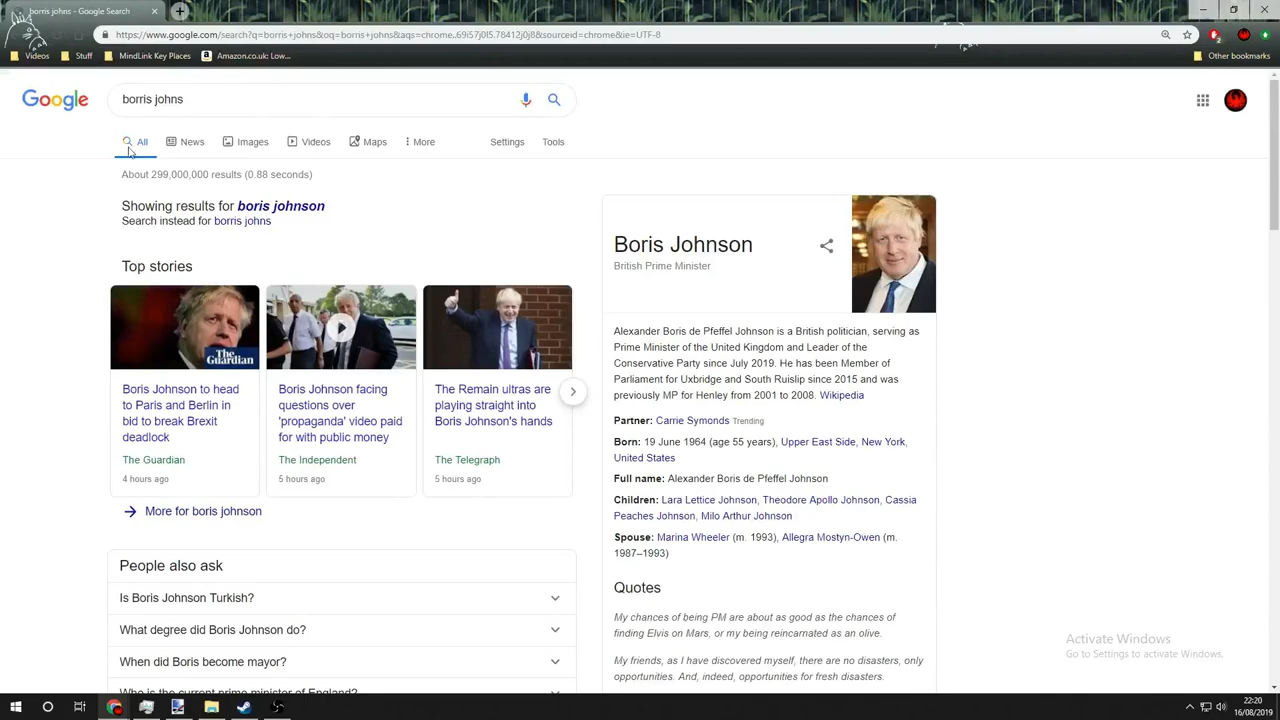 borris johns - Google Search
https://www.google.com/search?q=borris+johns&oq=borris+johns&aqs=chrome..69i57j0l5.78412j0j8&sourceid=chrome&ie=UTF-8
Videos Stuff MindLink Key Places Amazon.co.uk: Low... Other bookmarks
Google borris johns
All News Images Videos Maps More Settings Tools
About 299,000,000 results (0.88 seconds)
Showing results for boris johnson
Search instead for borris johns
Top stories
The Guardian
Boris Johnson to head
to Paris and Berlin in
bid to break Brexit
deadlock
The Guardian
4 hours ago
Boris Johnson facing
questions over
'propaganda' video paid
for with public money
The Independent
5 hours ago
The Remain ultras are
playing straight into
Boris Johnson's hands
The Telegraph
5 hours ago
More for boris johnson
People also ask
Is Boris Johnson Turkish?
What degree did Boris Johnson do?
When did Boris become mayor?
Who is the current prime minister of England?
Boris Johnson
British Prime Minister
Alexander Boris de Pfeffel Johnson is a British politician, serving as
Prime Minister of the United Kingdom and Leader of the
Conservative Party since July 2019. He has been Member of
Parliament for Uxbridge and South Ruislip since 2015 and was
previously MP for Henley from 2001 to 2008. Wikipedia
Partner: Carrie Symonds Trending
Born: 19 June 1964 (age 55 years), Upper East Side, New York,
United States
Full name: Alexander Boris de Pfeffel Johnson
Children: Lara Lettice Johnson, Theodore Apollo Johnson, Cassia
Peaches Johnson, Milo Arthur Johnson
Spouse: Marina Wheeler (m. 1993), Allegra Mostyn-Owen (m.
1987–1993)
Quotes
My chances of being PM are about as good as the chances of
finding Elvis on Mars, or my being reincarnated as an olive.
My friends, as I have discovered myself, there are no disasters, only
opportunities. And, indeed, opportunities for fresh disasters.
Activate Windows
Go to Settings to activate Windows.
22:20
16/08/2019